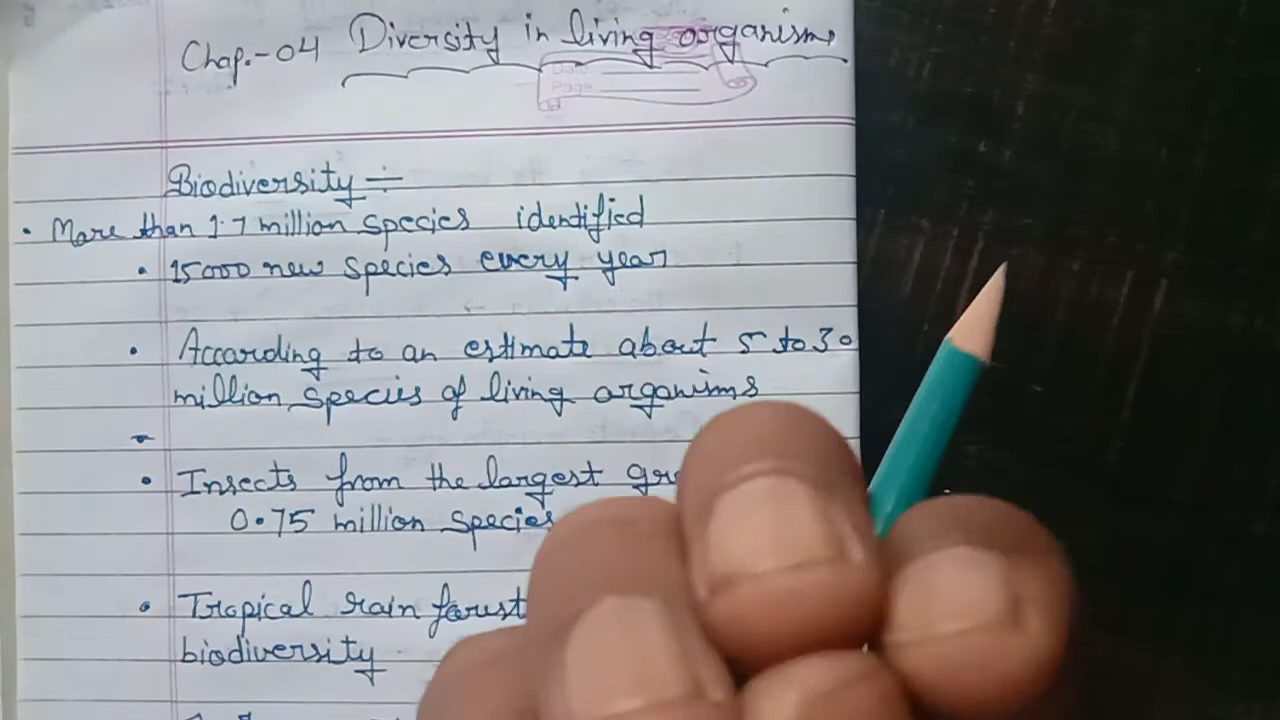 Chap.-04 Diversity in living organisms
Date
Page
Biodiversity ÷
• More than 1.7 million species identified
• 15000 new species every year
• According to an estimate about 5 to 30
million species of living organisms
• Insects from the largest
0.75 million species
• Tropical rain forest
biodiversity